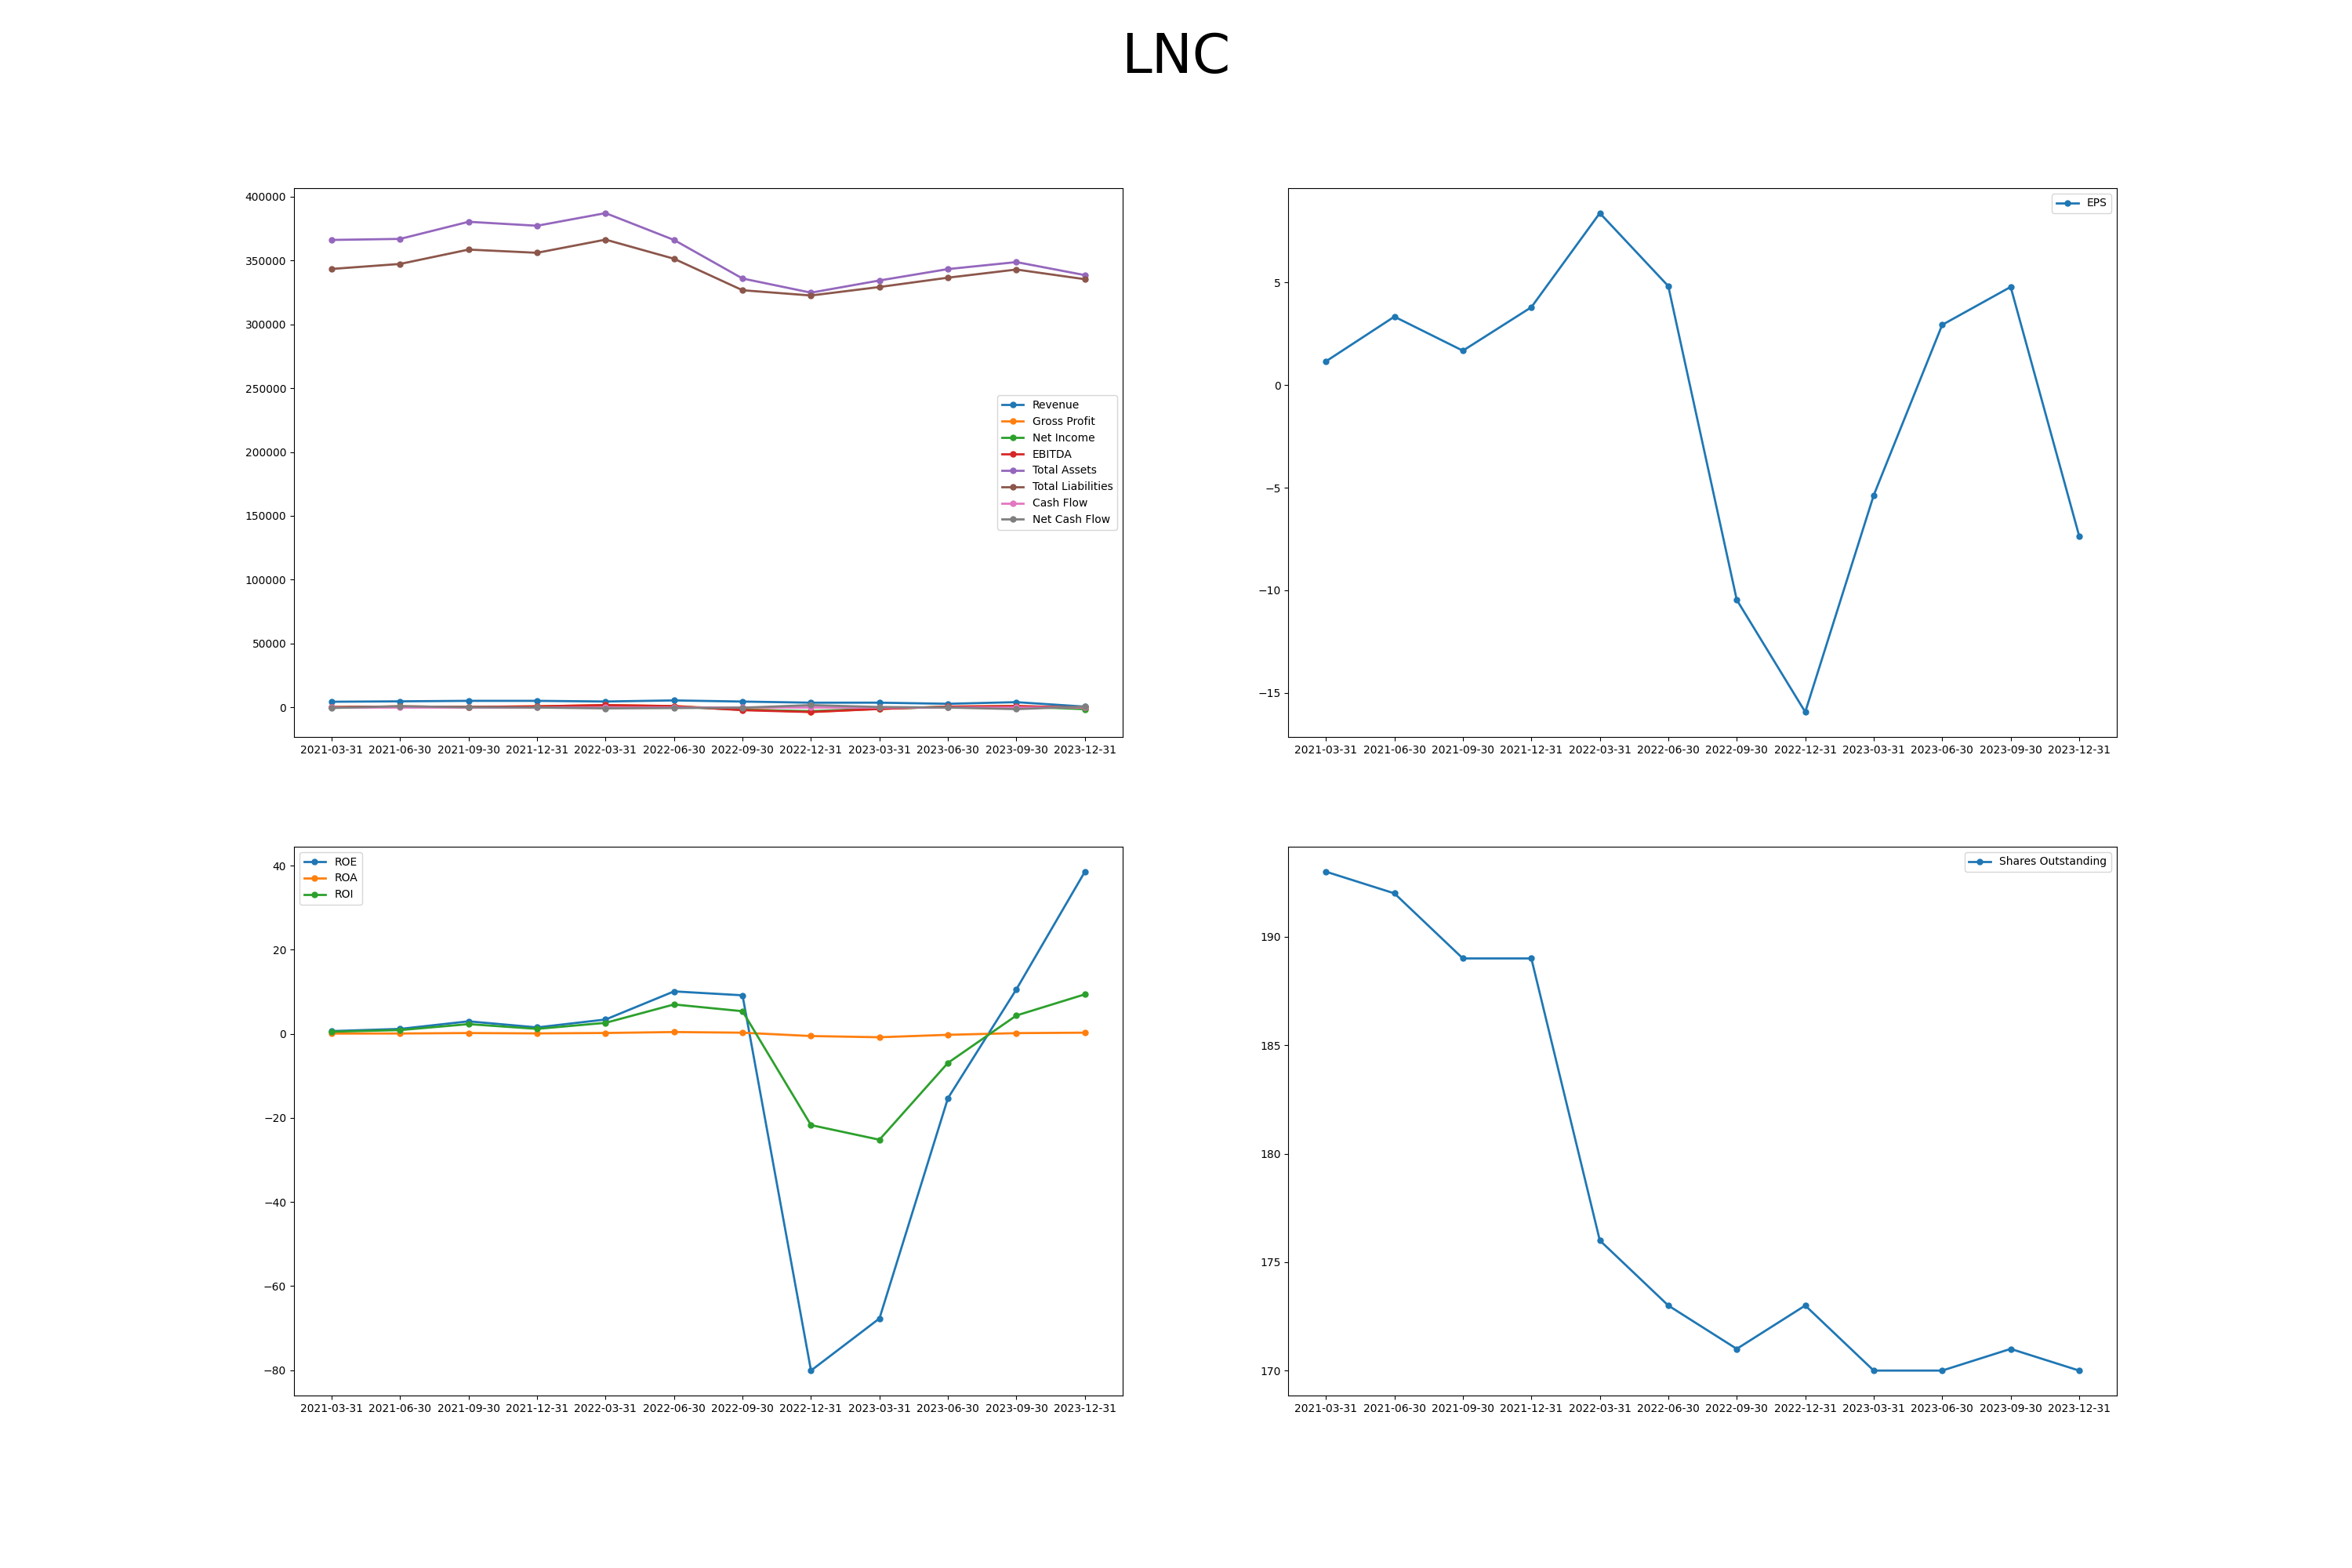 LNC
400000
350000
300000
250000
200000
150000
100000
50000
0
Revenue
Gross Profit
Net Income
EBITDA
Total Assets
Total Liabilities
Cash Flow
Net Cash Flow
2021-03-31 2021-06-30 2021-09-30 2021-12-31 2022-03-31 2022-06-30 2022-09-30 2022-12-31 2023-03-31 2023-06-30 2023-09-30 2023-12-31
EPS
5
0
−5
−10
−15
2021-03-31 2021-06-30 2021-09-30 2021-12-31 2022-03-31 2022-06-30 2022-09-30 2022-12-31 2023-03-31 2023-06-30 2023-09-30 2023-12-31
ROE
ROA
ROI
40
20
0
−20
−40
−60
−80
2021-03-31 2021-06-30 2021-09-30 2021-12-31 2022-03-31 2022-06-30 2022-09-30 2022-12-31 2023-03-31 2023-06-30 2023-09-30 2023-12-31
Shares Outstanding
190
185
180
175
170
2021-03-31 2021-06-30 2021-09-30 2021-12-31 2022-03-31 2022-06-30 2022-09-30 2022-12-31 2023-03-31 2023-06-30 2023-09-30 2023-12-31